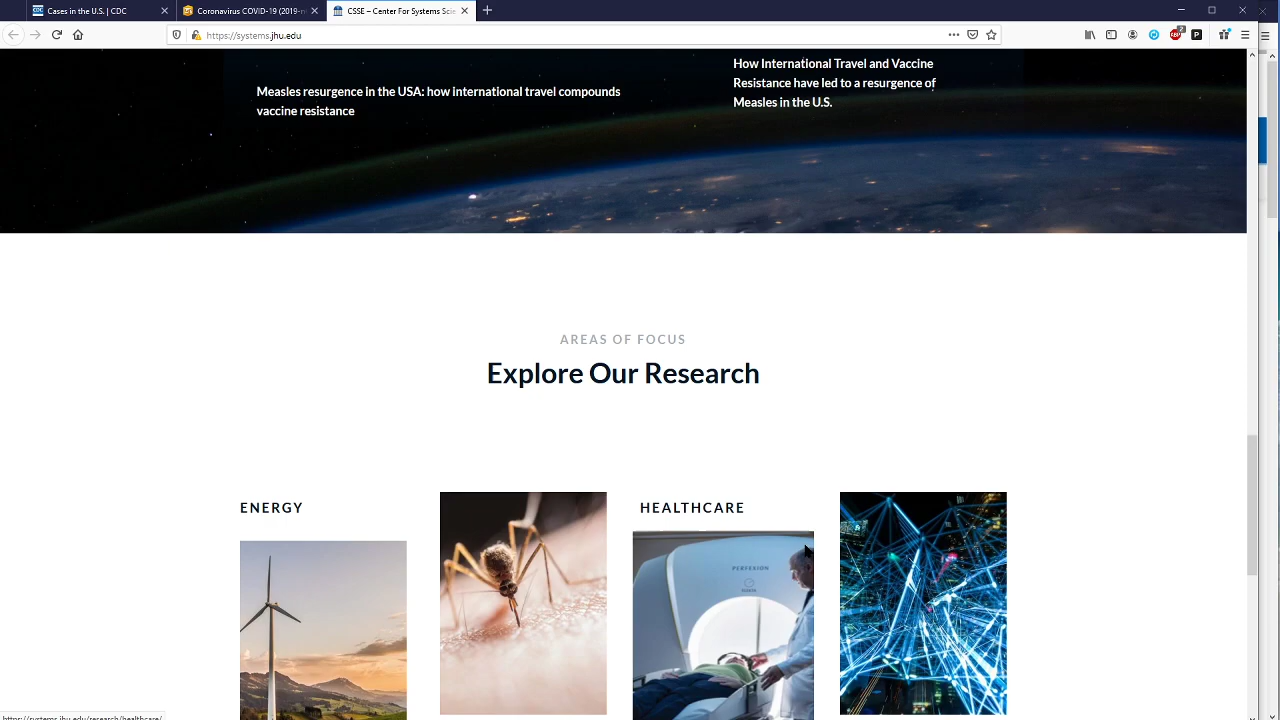 Cases in the U.S. | CDC
Coronavirus COVID-19 (2019-n
CSSE – Center For Systems Scie
https://systems.jhu.edu
2
P
Measles resurgence in the USA: how international travel compounds
vaccine resistance
How International Travel and Vaccine
Resistance have led to a resurgence of
Measles in the U.S.
AREAS OF FOCUS
Explore Our Research
ENERGY
HEALTHCARE
PERFEXION
https://systems.jhu.edu/research/healthcare/